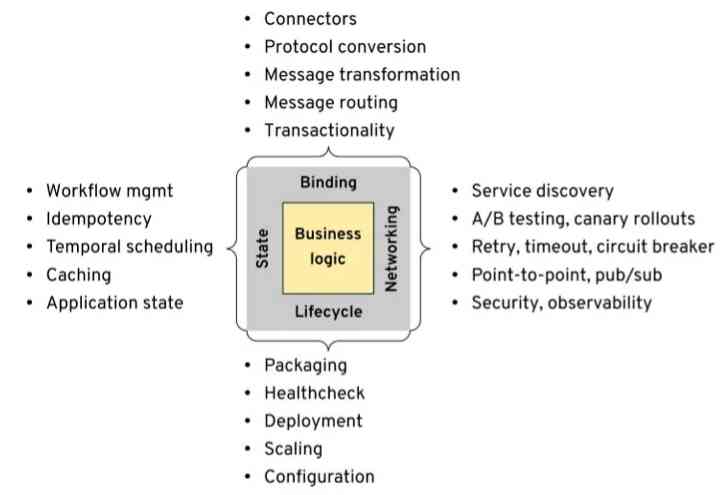 • Connectors
• Protocol conversion
• Message transformation
• Message routing
• Transactionality
• Workflow mgmt
• Idempotency
• Temporal scheduling
• Caching
• Application state
Binding
State
Business
logic
Networking
Lifecycle
• Service discovery
• A/B testing, canary rollouts
• Retry, timeout, circuit breaker
• Point-to-point, pub/sub
• Security, observability
• Packaging
• Healthcheck
• Deployment
• Scaling
• Configuration